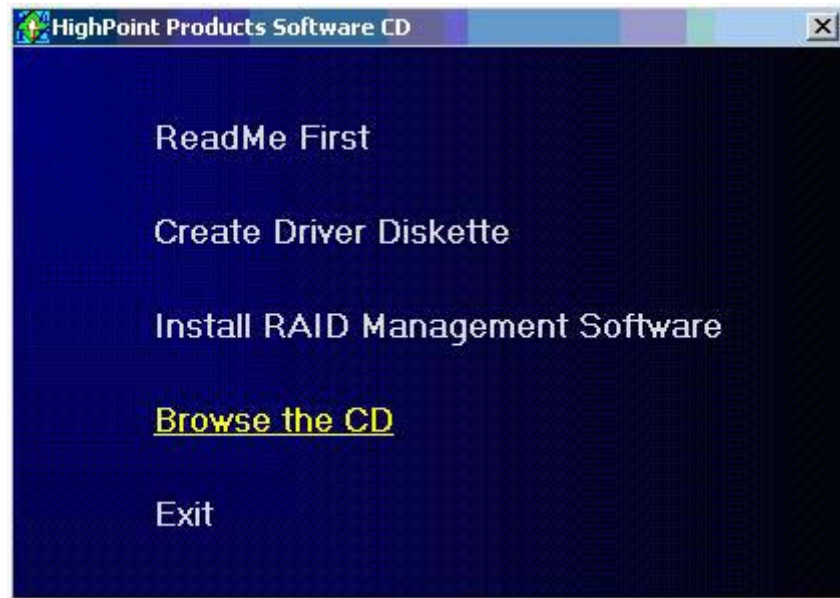 HighPoint Products Software CD
ReadMe First
Create Driver Diskette
Install RAID Management Software
Browse the CD
Exit